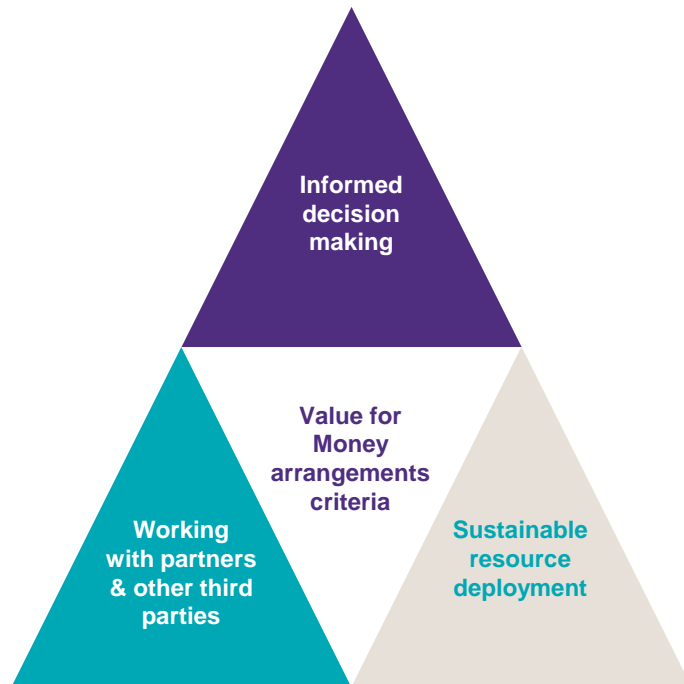 Informed
decision
making
Value for
Money
arrangements
criteria
Working
with partners
& other third
parties
Sustainable
resource
deployment